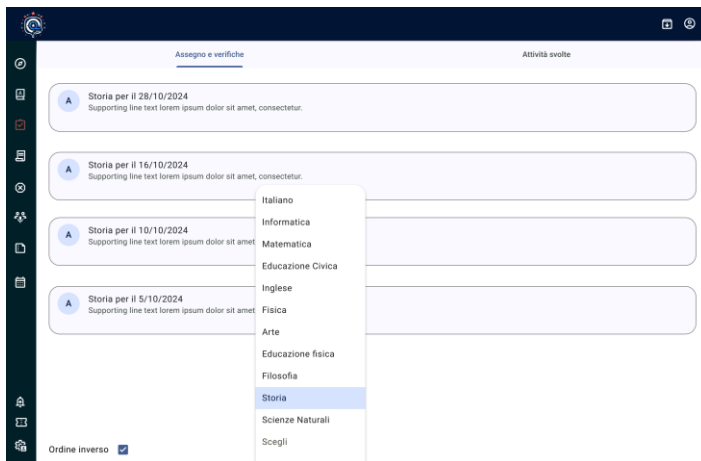 Assegno e verifiche
Attività svolte
A
Storia per il 28/10/2024
Supporting line text lorem ipsum dolor sit amet, consectetur.
A
Storia per il 16/10/2024
Supporting line text lorem ipsum dolor sit amet, consectetur.
A
Storia per il 10/10/2024
Supporting line text lorem ipsum dolor sit amet
A
Storia per il 5/10/2024
Supporting line text lorem ipsum dolor sit amet
Italiano
Informatica
Matematica
Educazione Civica
Inglese
Fisica
Arte
Educazione fisica
Filosofia
Storia
Scienze Naturali
Scegli
Ordine inverso